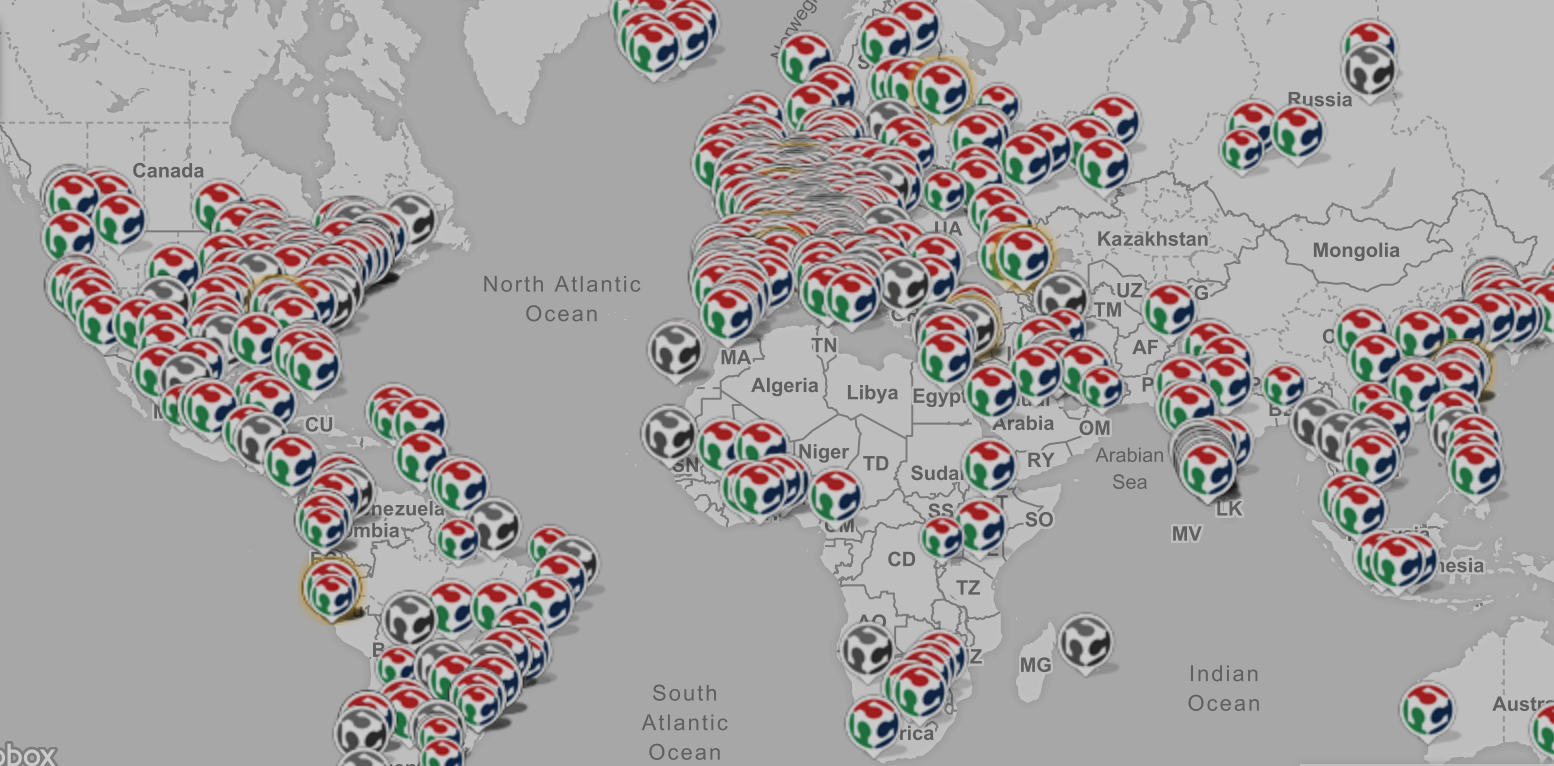 Russia
Canada
UA
Kazakhstan
Mongolia
North Atlantic
Ocean
UZ
TM
AF
MA
TN
Algeria
Libya
Egypt
Arabia
OM
CU
Niger
TD
Sudan
RY
Arabian
Sea
SN
SS
SO
LK
MV
CD
TZ
AO
MG
Indian
Ocean
South
Atlantic
Ocean
Austra